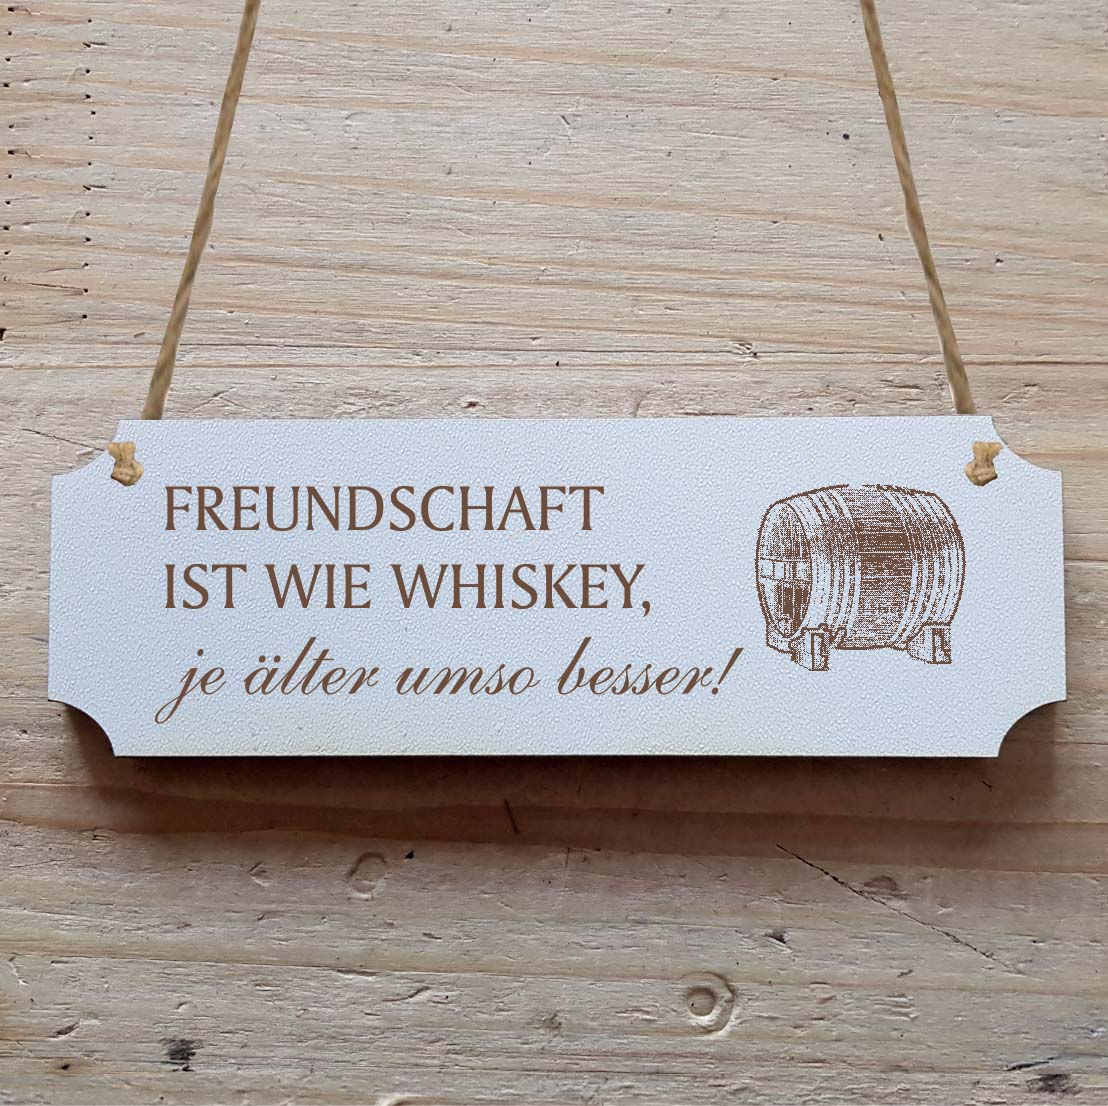 FREUNDSCHAFT
IST WIE WHISKEY,
je älter umso besser!